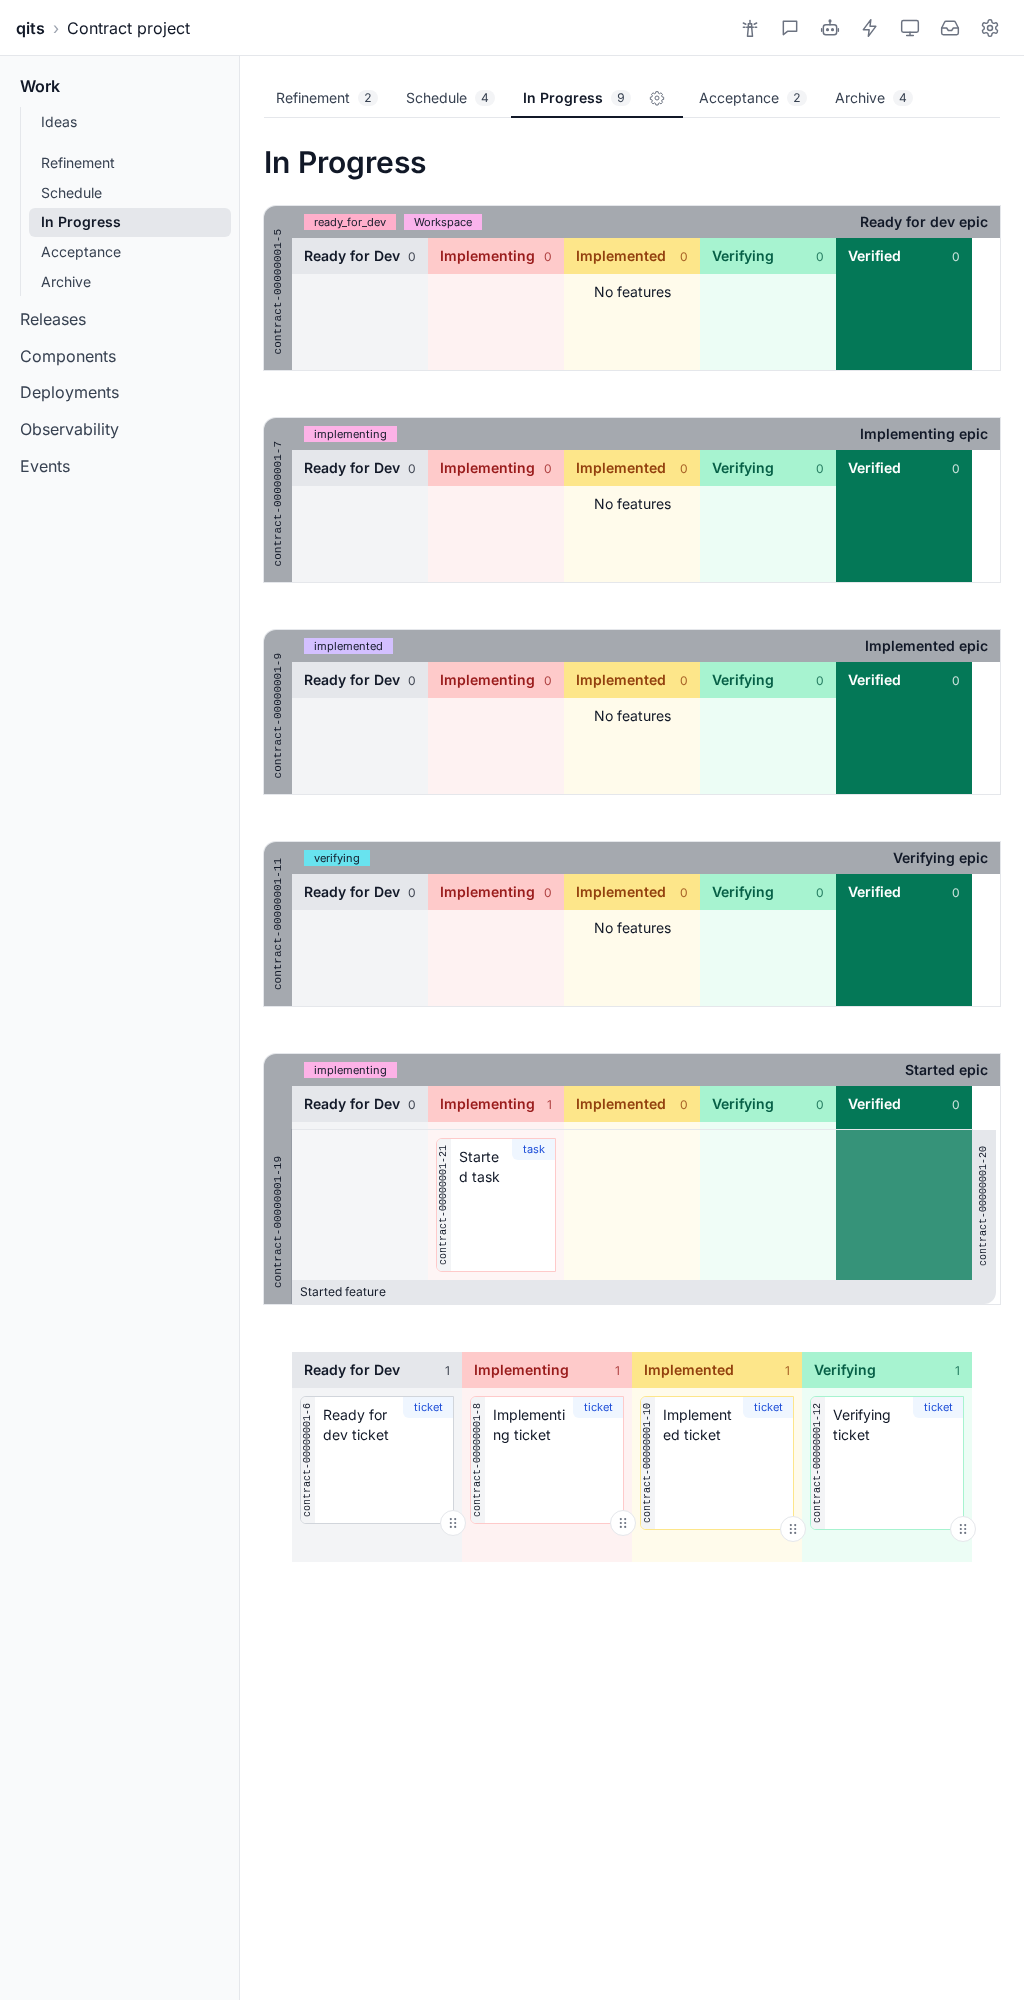 qits › Contract project
Work
Ideas
Refinement
Schedule
In Progress
Acceptance
Archive
Releases
Components
Deployments
Observability
Events
Refinement 2 Schedule 4 In Progress 9 Acceptance 2 Archive 4
In Progress
contract-00000001-5
ready_for_dev Workspace Ready for dev epic
Ready for Dev 0 Implementing 0 Implemented 0 Verifying 0 Verified 0
No features
contract-00000001-7
implementing Implementing epic
Ready for Dev 0 Implementing 0 Implemented 0 Verifying 0 Verified 0
No features
contract-00000001-9
implemented Implemented epic
Ready for Dev 0 Implementing 0 Implemented 0 Verifying 0 Verified 0
No features
contract-00000001-11
verifying Verifying epic
Ready for Dev 0 Implementing 0 Implemented 0 Verifying 0 Verified 0
No features
contract-00000001-19
implementing Started epic
Ready for Dev 0 Implementing 1 Implemented 0 Verifying 0 Verified 0
contract-00000001-21
task
Starte
d task
contract-00000001-20
Started feature
Ready for Dev 1 Implementing 1 Implemented 1 Verifying 1
contract-00000001-6
ticket
Ready for
dev ticket
contract-00000001-8
ticket
Implementi
ng ticket
contract-00000001-10
ticket
Implement
ed ticket
contract-00000001-12
ticket
Verifying
ticket